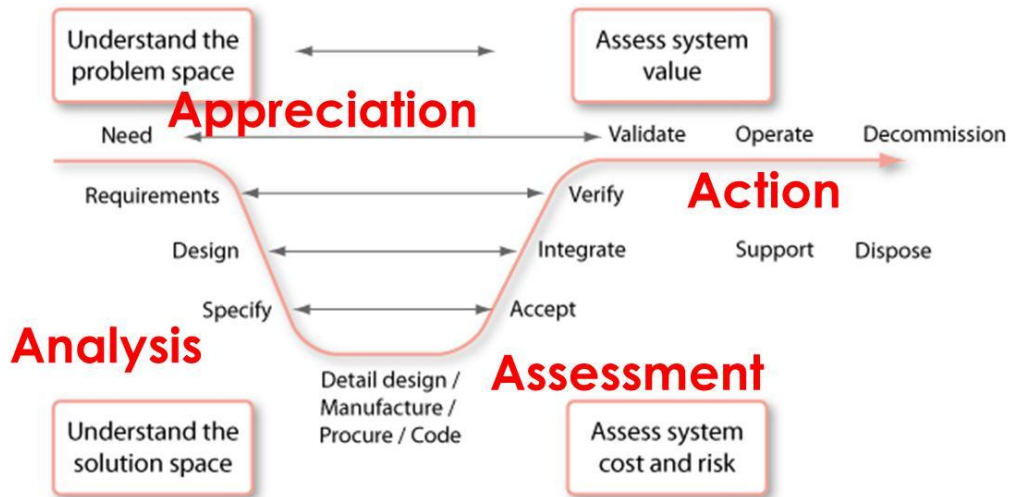 Understand the
problem space
Assess system
value
Appreciation
Need
Validate
Operate
Decommission
Requirements
Verify
Action
Design
Integrate
Support
Dispose
Specify
Accept
Analysis
Assessment
Detail design /
Manufacture /
Procure / Code
Understand the
solution space
Assess system
cost and risk